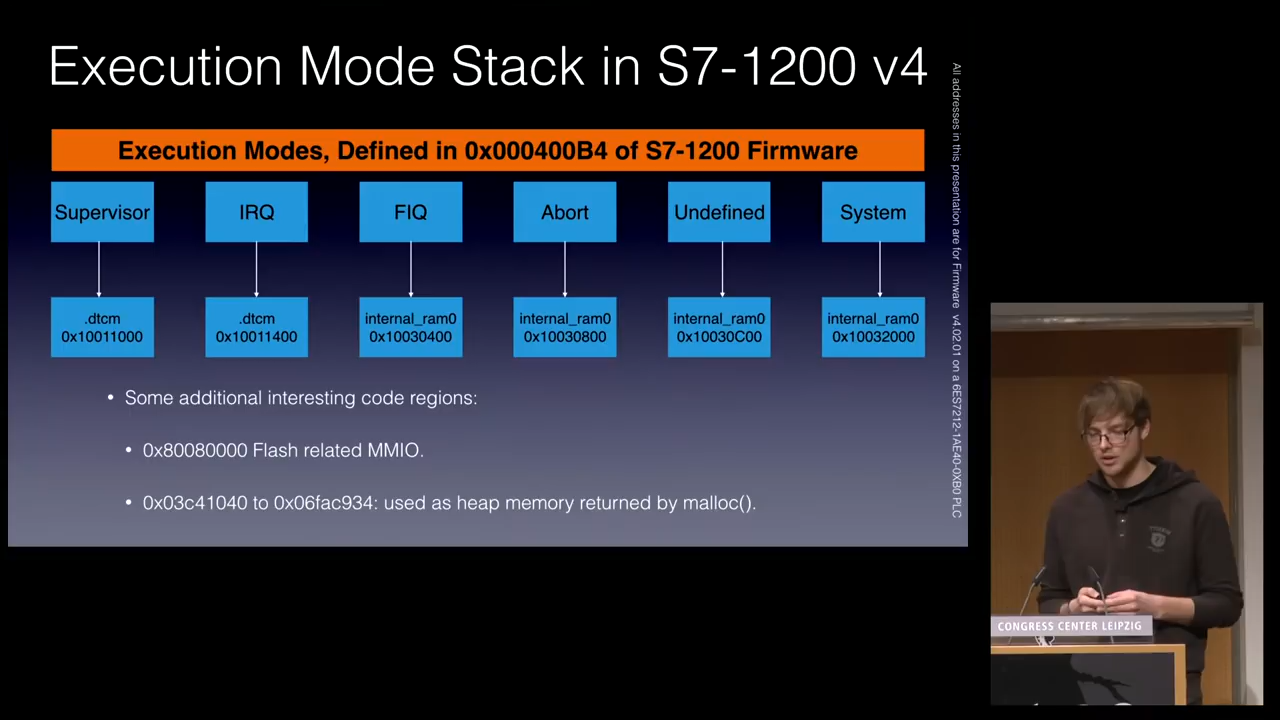 Execution Mode Stack in S7-1200 v4
Execution Modes, Defined in 0x000400B4 of S7-1200 Firmware
Supervisor
IRQ
FIQ
Abort
Undefined
System
.dtcm
0x10011000
.dtcm
0x10011400
internal_ram0
0x10030400
internal_ram0
0x10030800
internal_ram0
0x10030C00
internal_ram0
0x10032000
• Some additional interesting code regions:
• 0x80080000 Flash related MMIO.
• 0x03c41040 to 0x06fac934: used as heap memory returned by malloc().
All addresses in this presentation are for Firmware v4.02.01 on a 6ES7212-1AE40-0XB0 PLC
CONGRESS CENTER LEIPZIG